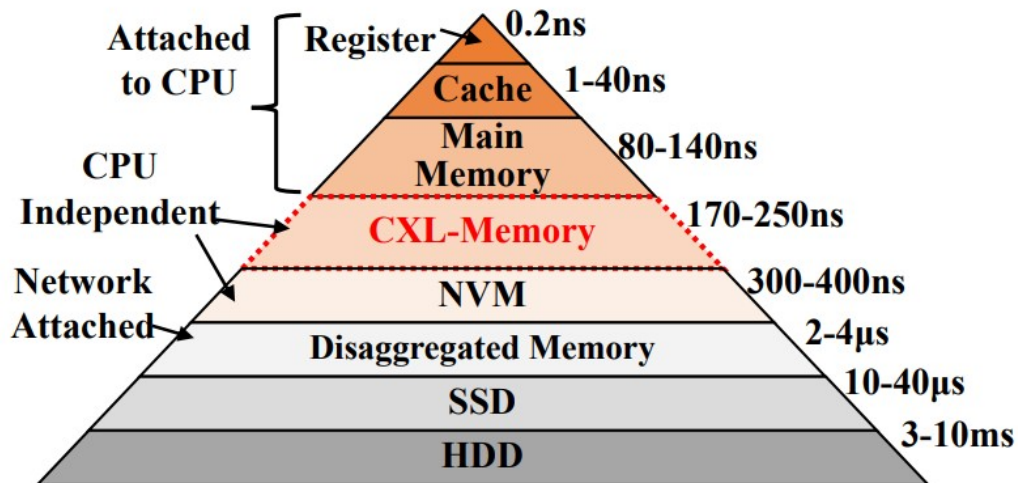 Attached
to CPU
Register
0.2ns
Cache
1-40ns
Main
Memory
80-140ns
CPU
Independent
CXL-Memory
170-250ns
Network
Attached
NVM
300-400ns
Disaggregated Memory
2-4μs
SSD
10-40μs
HDD
3-10ms